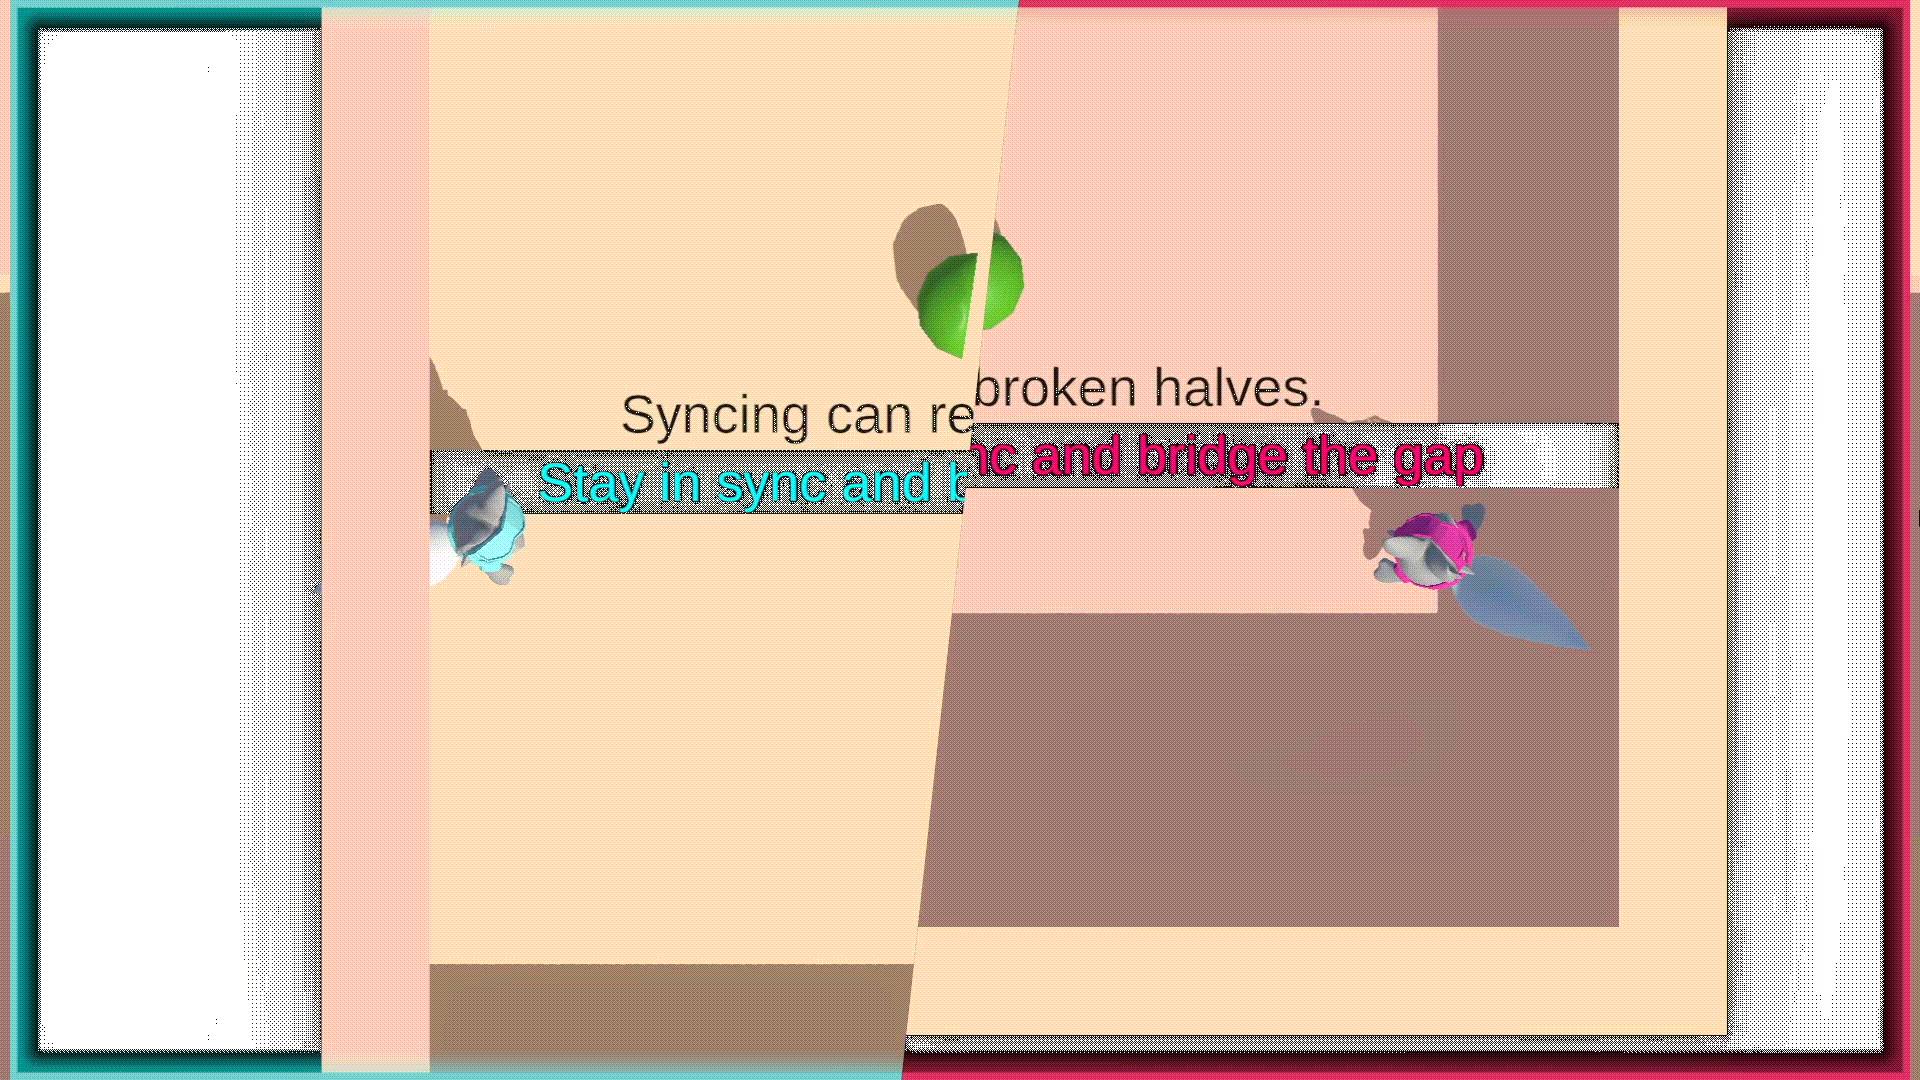 Syncing can re broken halves.
Stay in sync and b nc and bridge the gap